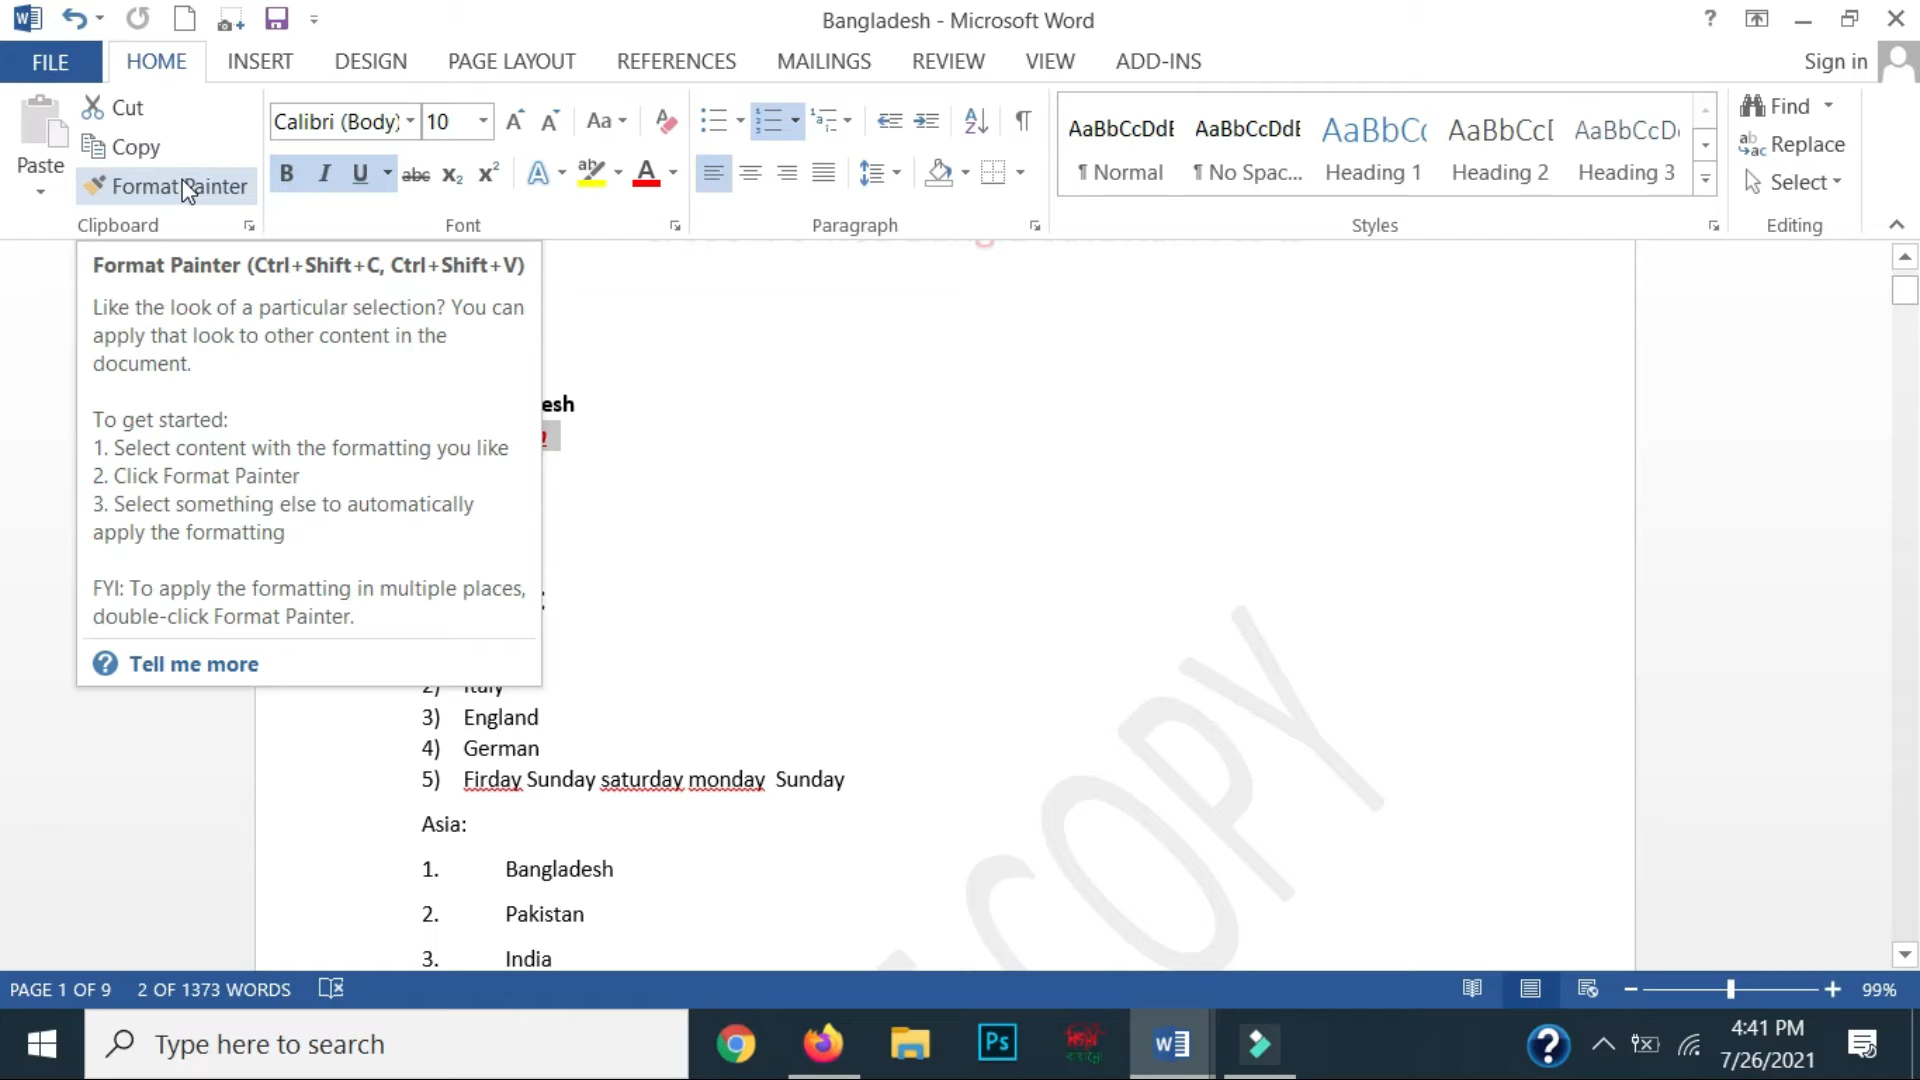 Bangladesh - Microsoft Word
FILE HOME INSERT DESIGN PAGE LAYOUT REFERENCES MAILINGS REVIEW VIEW ADD-INS Sign in
Paste
Cut
Copy
Format Painter
Clipboard
Calibri (Body) 10
Font
Paragraph
AaBbCcDdE AaBbCcDdE AaBbCc AaBbCcD AaBbCcD
¶ Normal ¶ No Spac... Heading 1 Heading 2 Heading 3
Styles
Find
Replace
Select
Editing
Format Painter (Ctrl+Shift+C, Ctrl+Shift+V)
Like the look of a particular selection? You can
apply that look to other content in the
document.
To get started:
1. Select content with the formatting you like
2. Click Format Painter
3. Select something else to automatically
apply the formatting
FYI: To apply the formatting in multiple places,
double-click Format Painter.
Tell me more
esh
2) Italy
3) England
4) German
5) Firday Sunday saturday monday Sunday
Asia:
1. Bangladesh
2. Pakistan
3. India
COPY
PAGE 1 OF 9 2 OF 1373 WORDS 99%
Type here to search
Ps
4:41 PM
7/26/2021